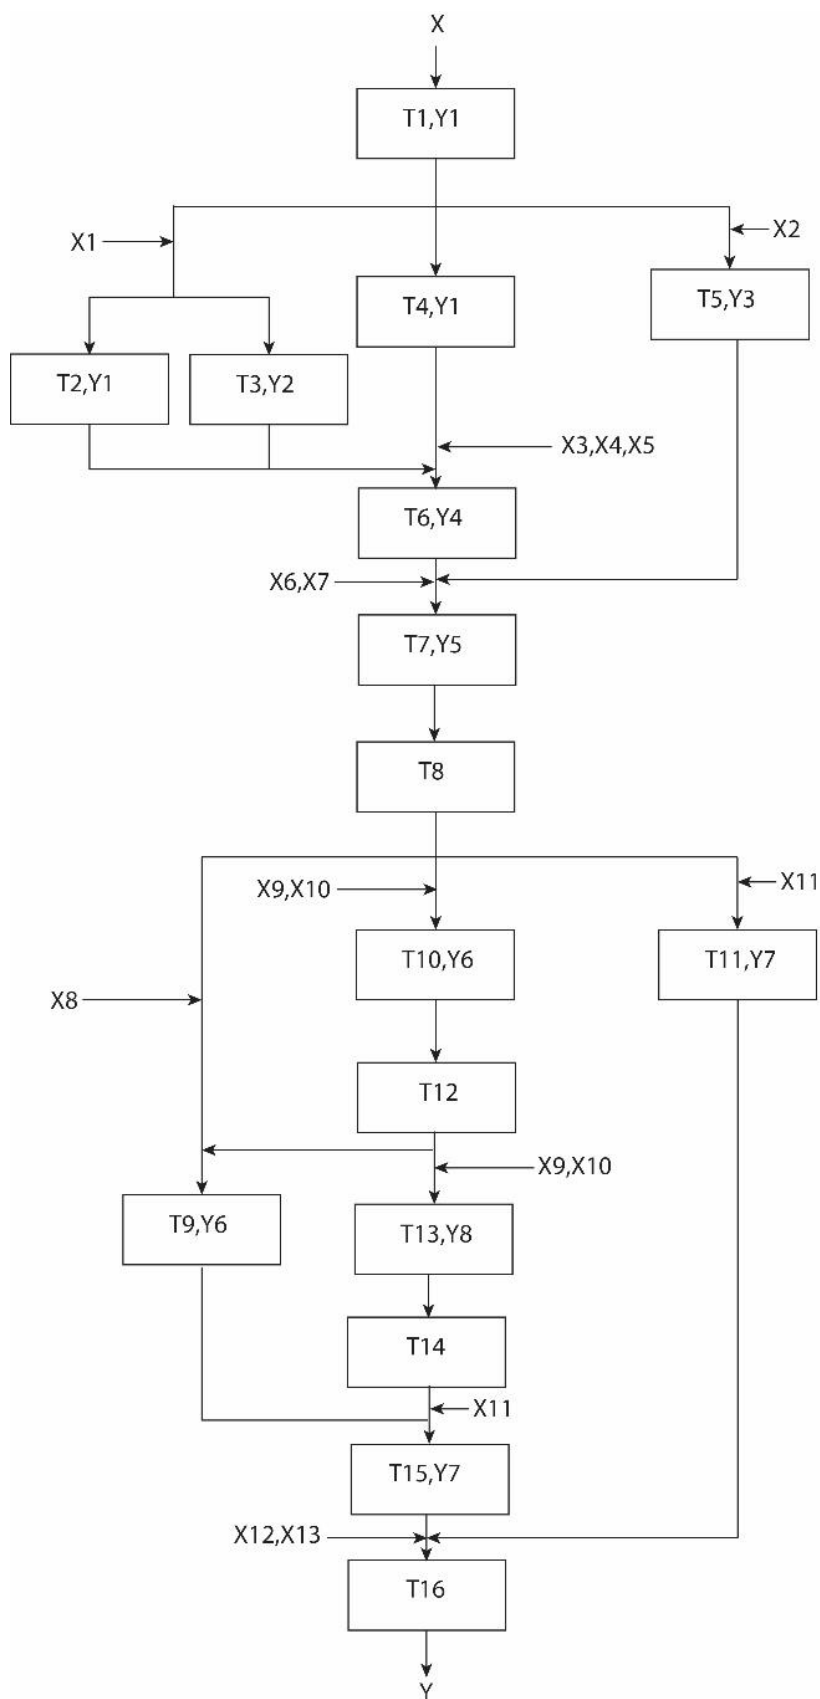 X
T1,Y1
X1
X2
T4,Y1
T5,Y3
T2,Y1
T3,Y2
X3,X4,X5
T6,Y4
X6,X7
T7,Y5
T8
X9,X10
X11
T10,Y6
T11,Y7
X8
T12
X9,X10
T9,Y6
T13,Y8
T14
X11
T15,Y7
X12,X13
T16
Y